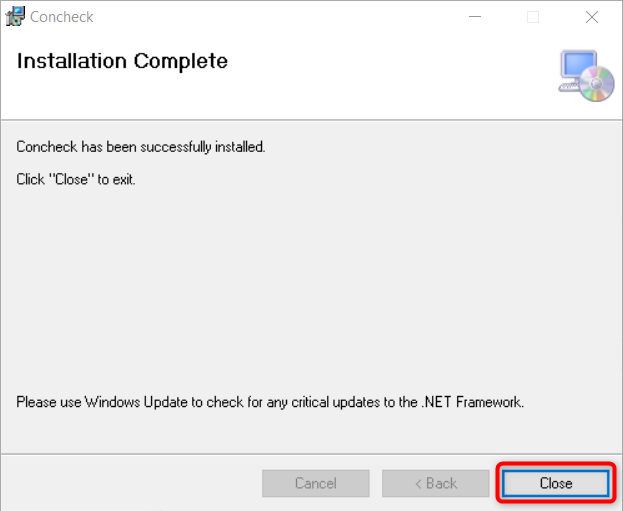 Concheck
Installation Complete
Concheck has been successfully installed.
Click "Close" to exit.
Please use Windows Update to check for any critical updates to the .NET Framework.
Cancel
< Back
Close